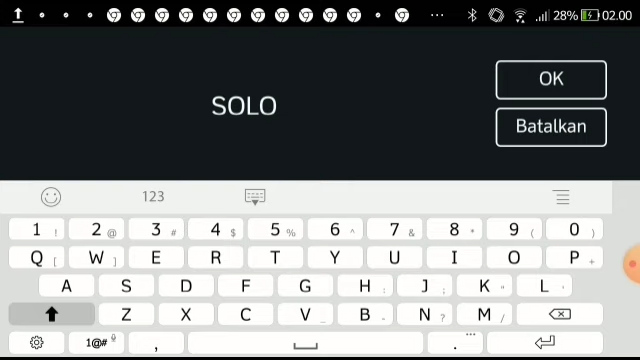 28% 02.00
SOLO
OK
Batalkan
123
1 ! 2 @ 3 # 4 $ 5 % 6 ^ 7 & 8 * 9 ( 0 )
Q [ W ] E R T Y U I O P +
A S D F G H : J ; K " L '
Z X C V _ B - N ? M /
1@# , . ...